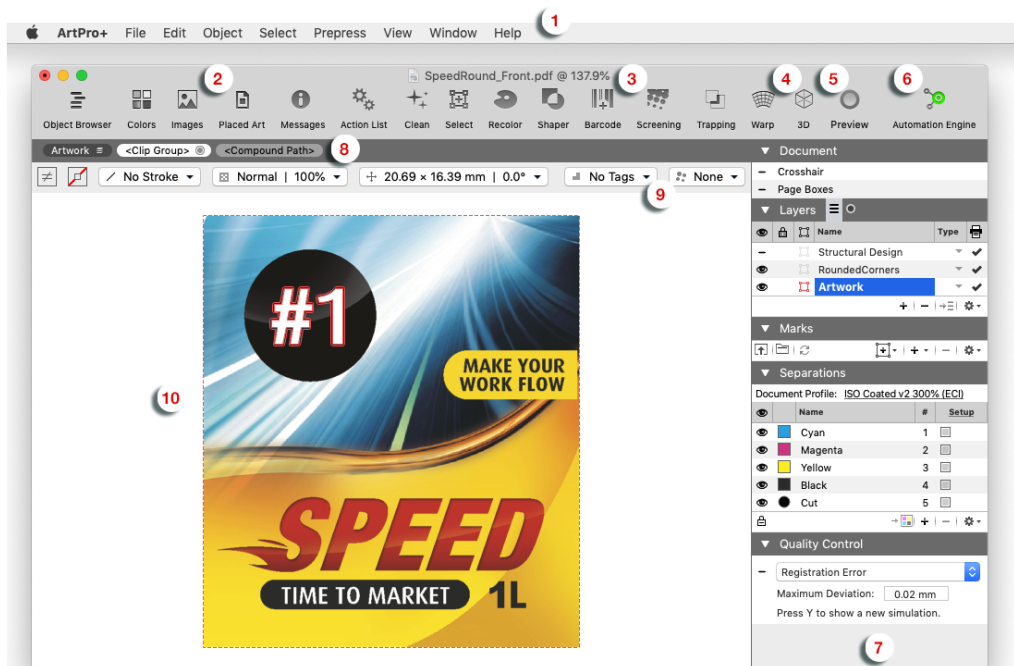 1
ArtPro+ File Edit Object Select Prepress View Window Help
2 3 4 5 6
SpeedRound_Front.pdf @ 137.9%
Object Browser Colors Images Placed Art Messages Action List Clean Select Recolor Shaper Barcode Screening Trapping Warp 3D Preview Automation Engine
Artwork <Clip Group> <Compound Path> 8
No Stroke Normal | 100% 20.69 × 16.39 mm | 0.0° No Tags None
9
Document
Crosshair
Page Boxes
Layers
Name Type
Structural Design
RoundedCorners
Artwork
Marks
Separations
Document Profile: ISO Coated v2 300% (ECI)
Name # Setup
Cyan 1
Magenta 2
Yellow 3
Black 4
Cut 5
Quality Control
Registration Error
Maximum Deviation: 0.02 mm
Press Y to show a new simulation.
7
#1
MAKE YOUR
WORK FLOW
10
SPEED
TIME TO MARKET 1L